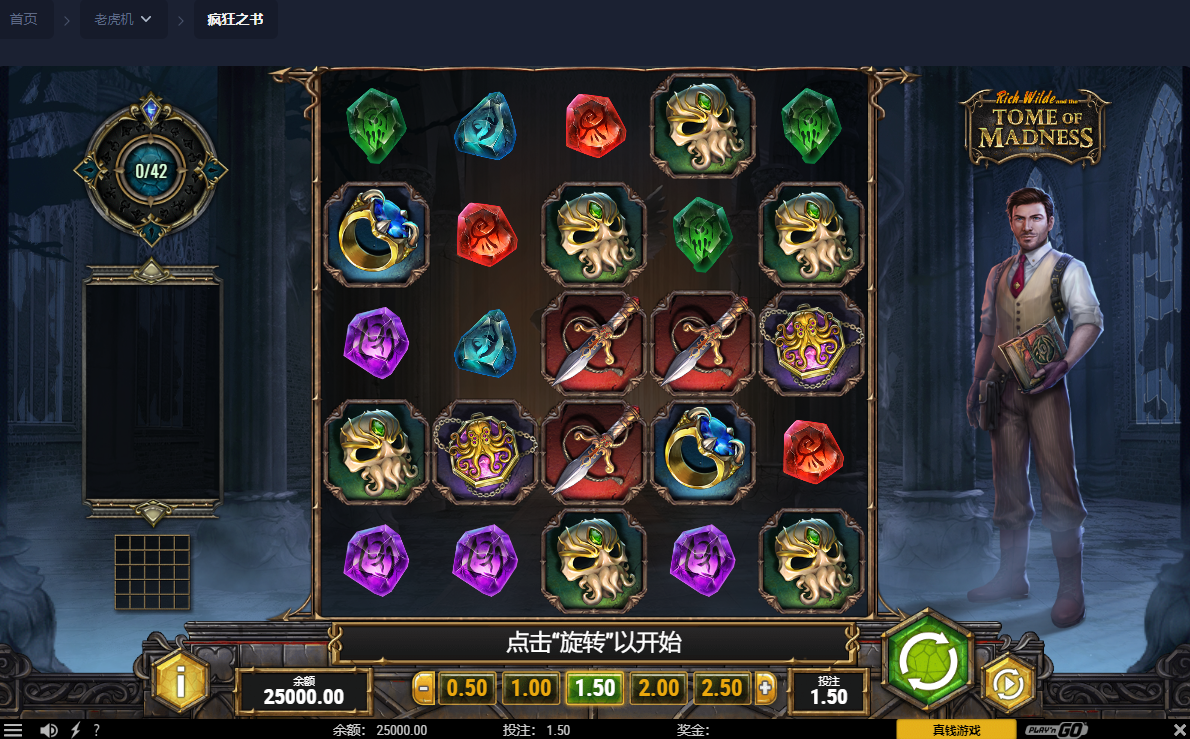 首页
老虎机
疯狂之书
0/42
Rich Wilde and the
TOME OF
MADNESS
点击“旋转”以开始
余额
25000.00
- 0.50 1.00 1.50 2.00 2.50 +
投注
1.50
i
? 余额: 25000.00 投注: 1.50 奖金: 真钱游戏 PLAY'n GO